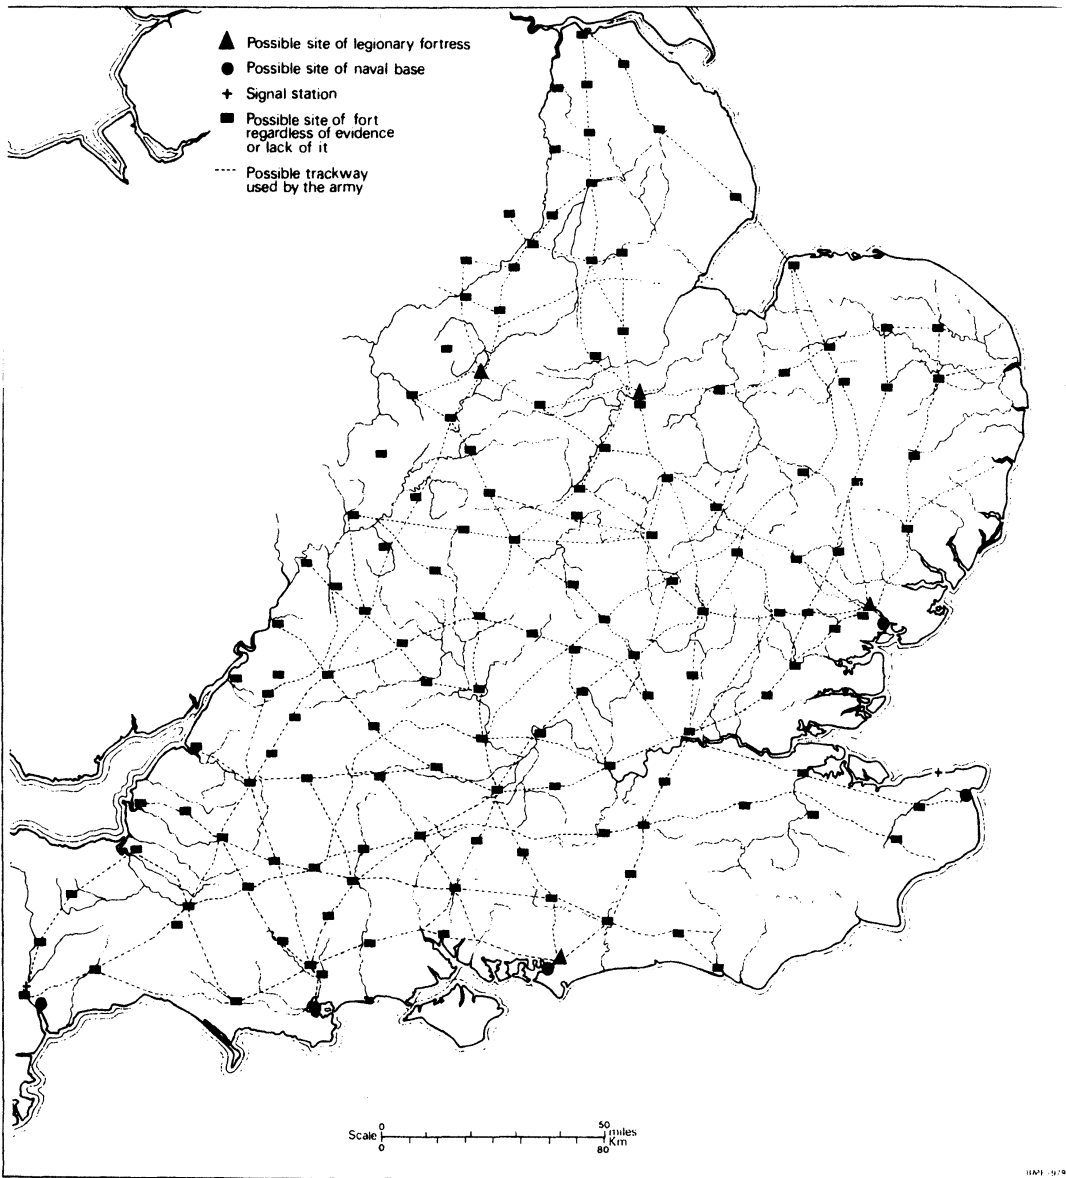 Possible site of legionary fortress
Possible site of naval base
Signal station
Possible site of fort
regardless of evidence
or lack of it
Possible trackway
used by the army
Scale 0 50 miles
0 80 Km